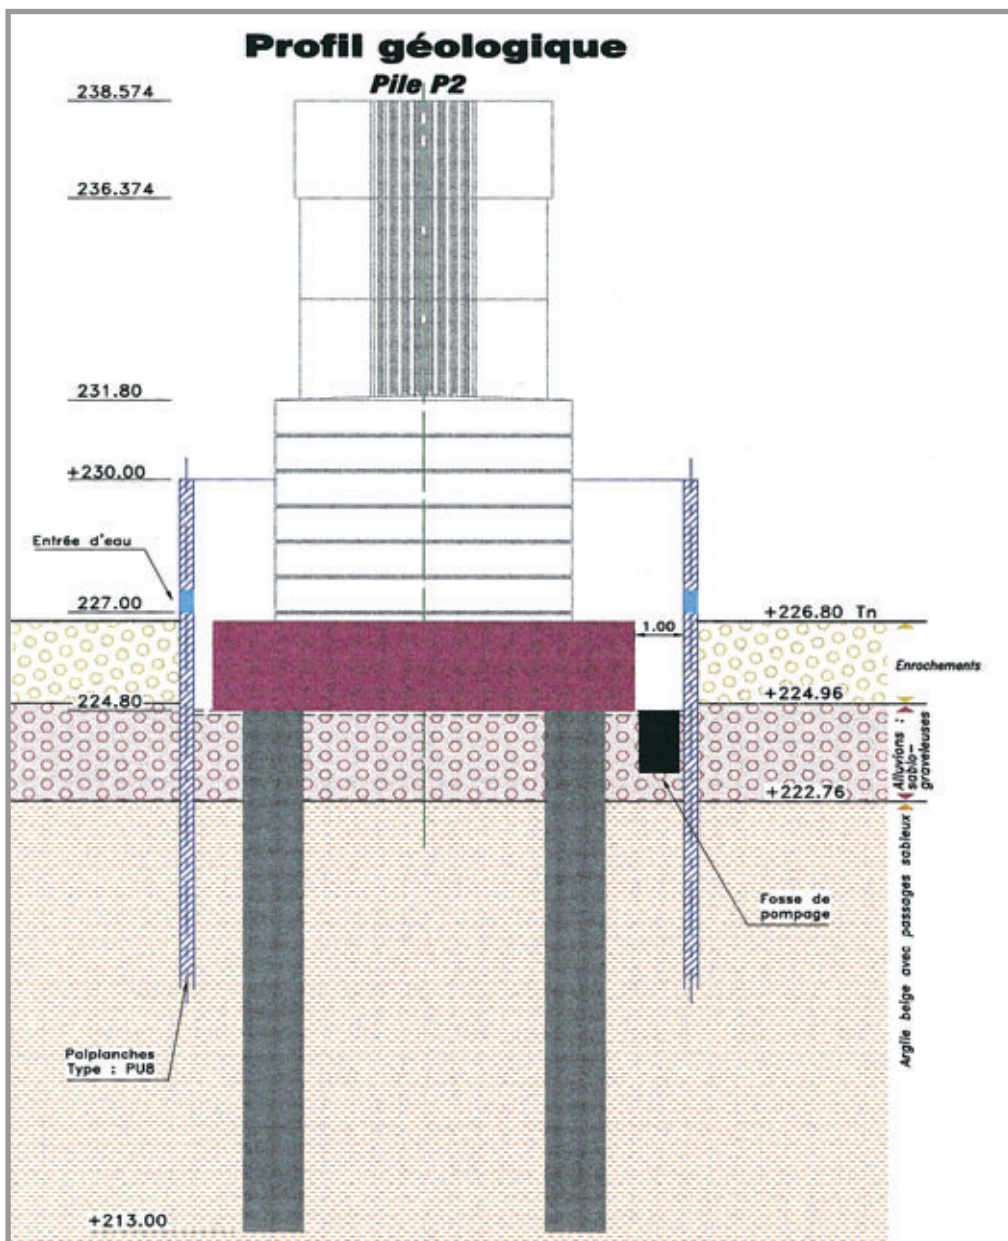 Profil géologique
Pile P2
238.574
236.374
231.80
+230.00
Entrée d'eau
227.00
+226.80 Tn
1.00
Enrochements
224.80
+224.96
Alluvions :
sablo-
graveleuses
+222.76
Argile beige avec passages sableux
Fosse de
pompage
Palplanches
Type : PU8
+213.00